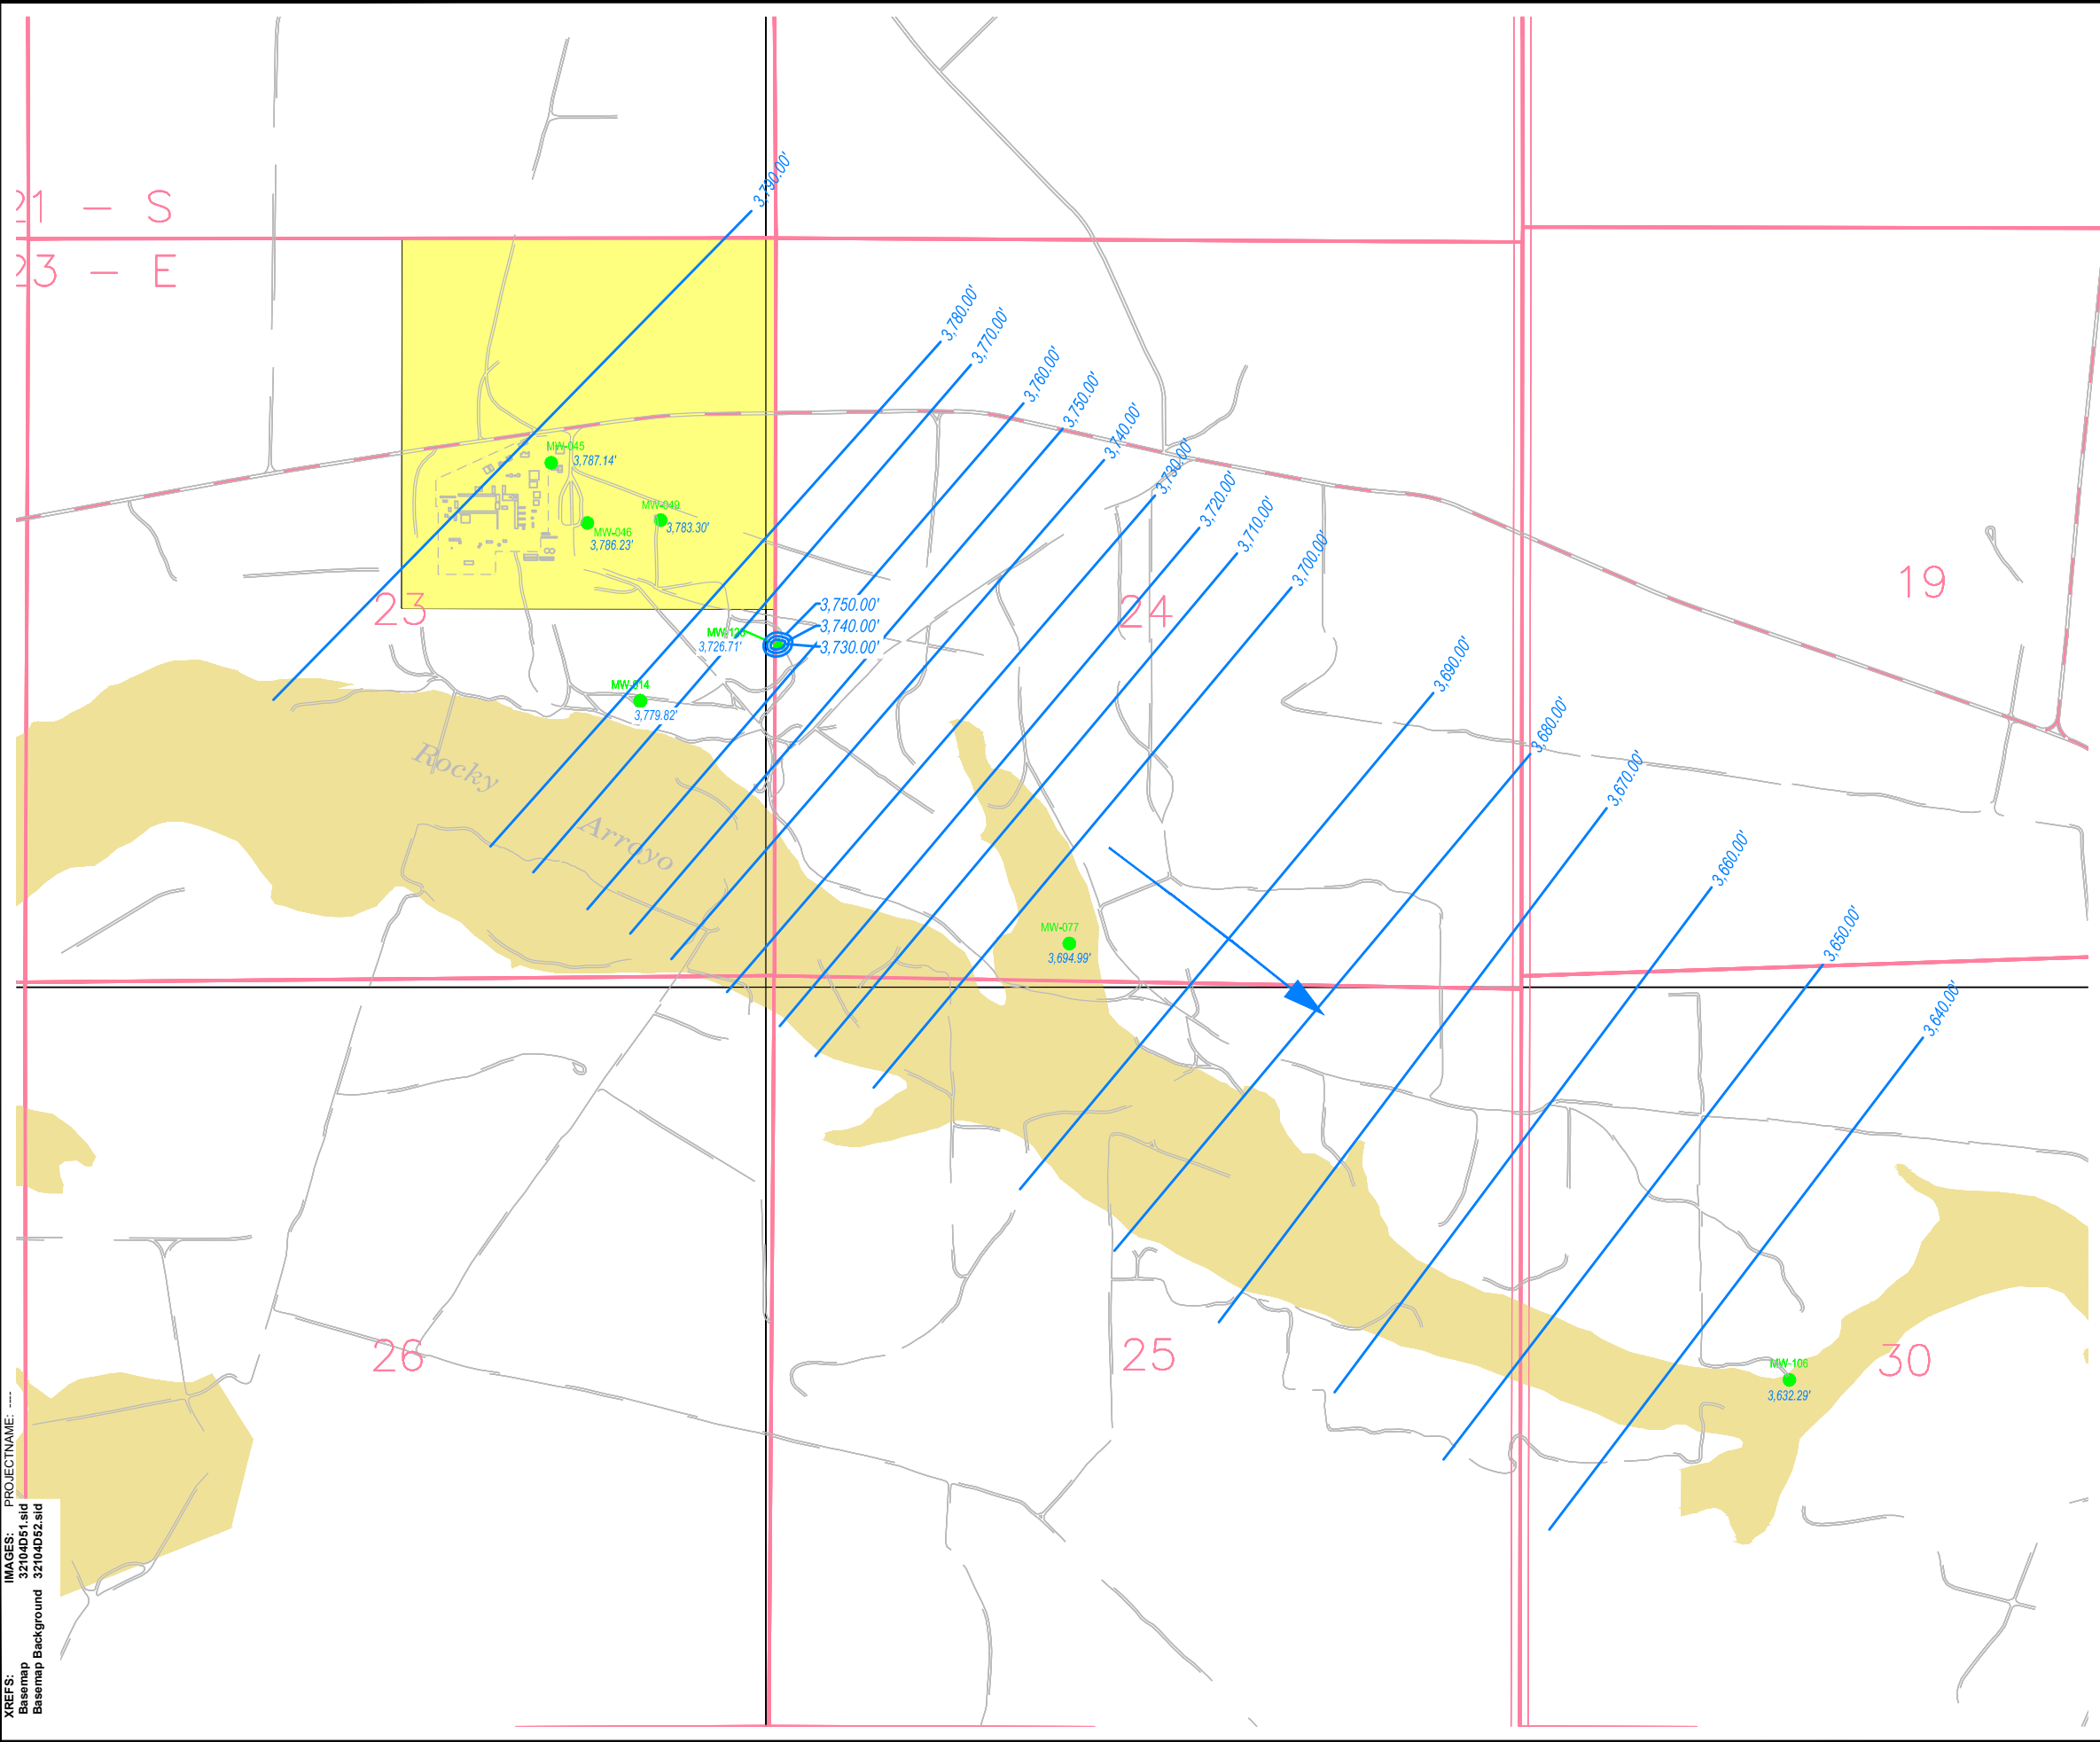 21 - S
23 - E
3,790.00'
3,780.00'
3,770.00'
3,760.00'
3,750.00'
3,740.00'
3,730.00'
3,720.00'
3,710.00'
3,700.00'
3,690.00'
3,680.00'
3,670.00'
3,660.00'
3,650.00'
3,640.00'
MW-045
3,787.14'
MW-049
3,783.30'
MW-046
3,786.23'
23
24
19
3,750.00'
3,740.00'
3,730.00'
3,726.71'
MW-014
3,779.82'
Rocky
Arroyo
MW-077
3,694.99'
26
25
30
MW-106
3,632.29'
XREFS:
Basemap
Basemap Background
IMAGES:
32104D51.sid
32104D52.sid
PROJECTNAME: ----